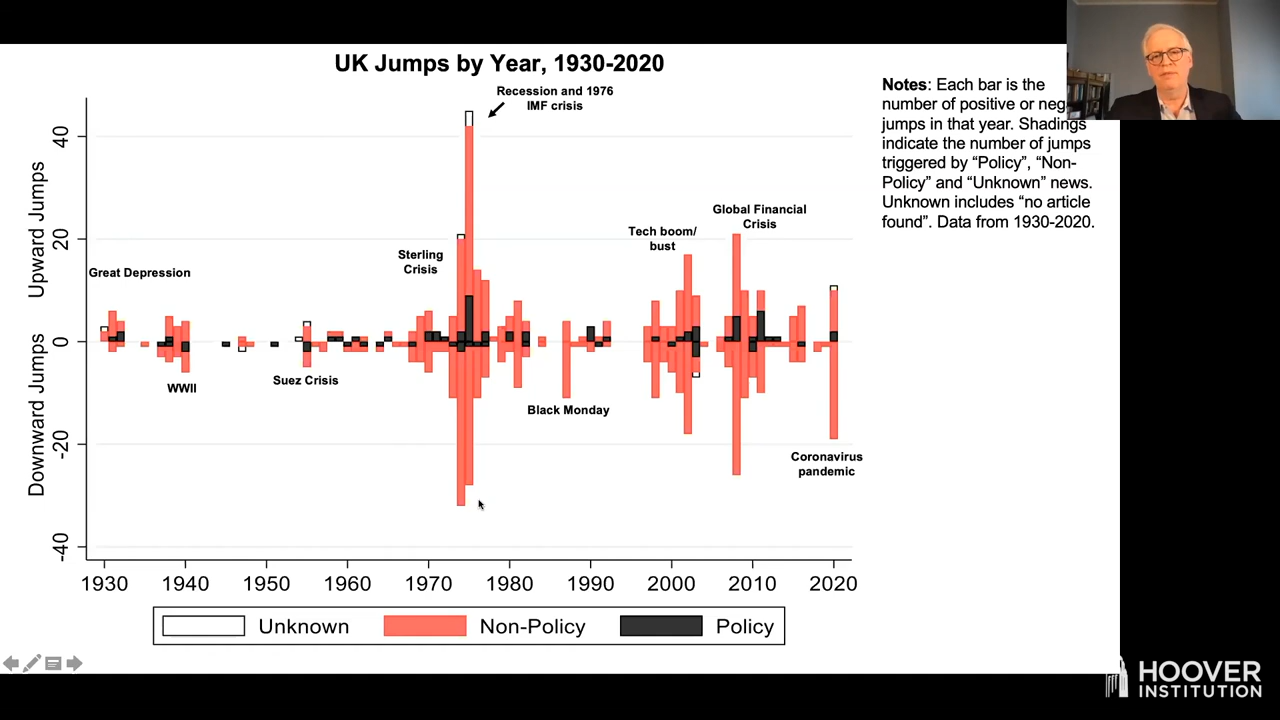 UK Jumps by Year, 1930-2020
Recession and 1976
IMF crisis
Notes: Each bar is the
number of positive or neg
jumps in that year. Shadings
indicate the number of jumps
triggered by “Policy”, “Non-
Policy” and “Unknown” news.
Unknown includes “no article
found”. Data from 1930-2020.
Upward Jumps
Downward Jumps
40
20
0
-20
-40
Great Depression
WWII
Suez Crisis
Sterling
Crisis
Black Monday
Tech boom/
bust
Global Financial
Crisis
Coronavirus
pandemic
1930 1940 1950 1960 1970 1980 1990 2000 2010 2020
Unknown Non-Policy Policy
HOOVER
INSTITUTION